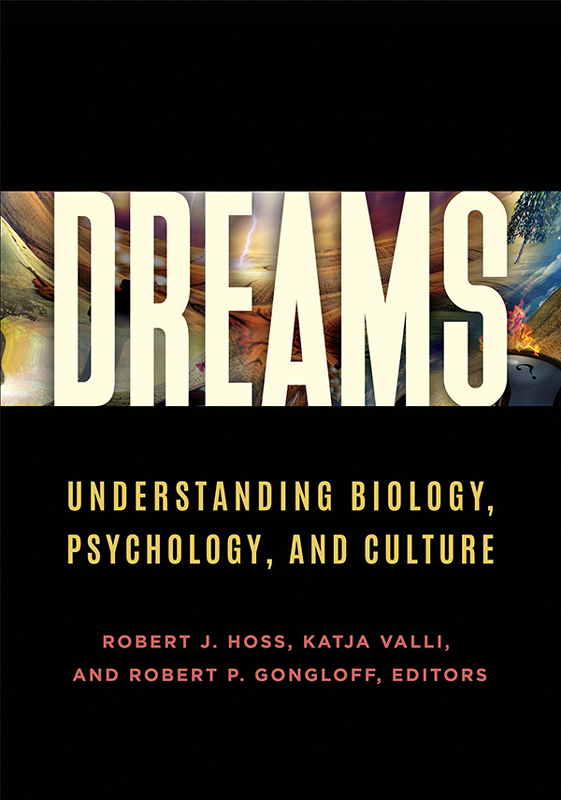 DREAMS
UNDERSTANDING BIOLOGY,
PSYCHOLOGY, AND CULTURE
ROBERT J. HOSS, KATJA VALLI,
AND ROBERT P. GONGLOFF, EDITORS
?